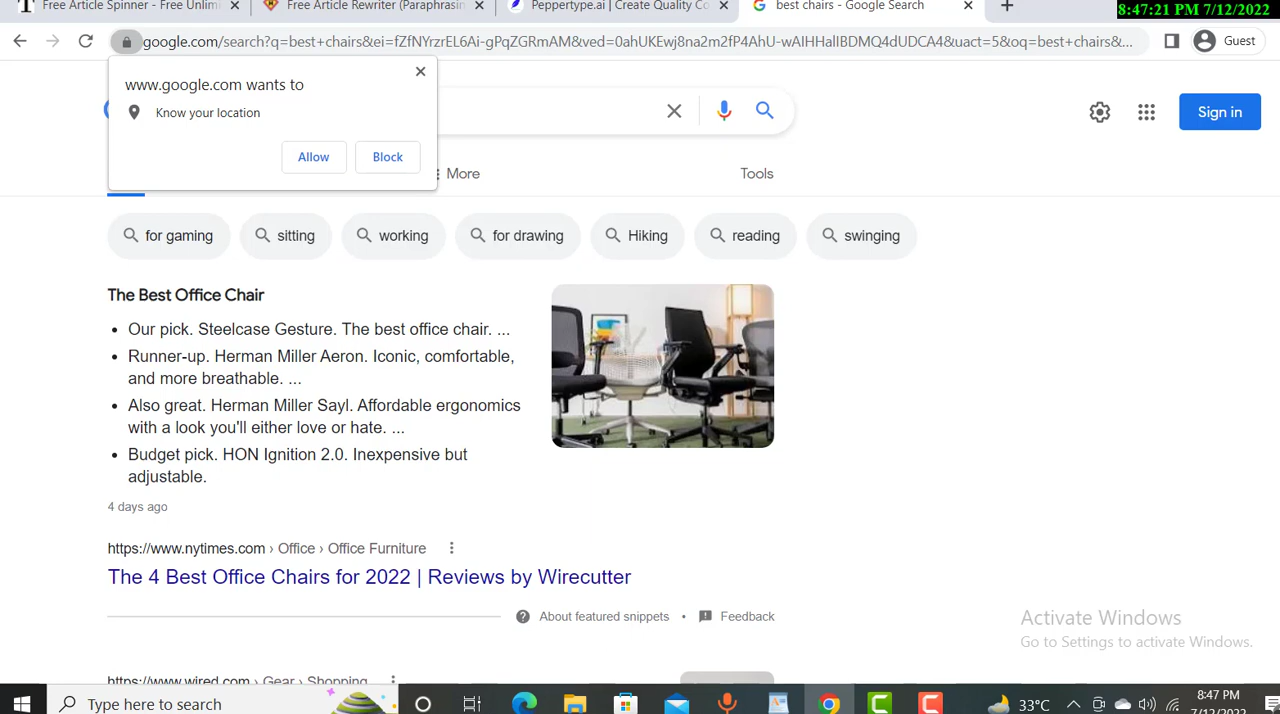 Free Article Spinner - Free Unlimi
Free Article Rewriter (Paraphrasin
Peppertype.ai | Create Quality Co
best chairs - Google Search
8:47:21 PM 7/12/2022
google.com/search?q=best+chairs&ei=fZfNYrzrEL6Ai-gPqZGRmAM&ved=0ahUKEwj8na2m2fP4AhU-wAIHHalIBDMQ4dUDCA4&uact=5&oq=best+chairs&...
Guest
www.google.com wants to
Know your location
Allow
Block
Sign in
More
Tools
for gaming
sitting
working
for drawing
Hiking
reading
swinging
The Best Office Chair
Our pick. Steelcase Gesture. The best office chair. ...
Runner-up. Herman Miller Aeron. Iconic, comfortable,
and more breathable. ...
Also great. Herman Miller Sayl. Affordable ergonomics
with a look you'll either love or hate. ...
Budget pick. HON Ignition 2.0. Inexpensive but
adjustable.
4 days ago
https://www.nytimes.com › Office › Office Furniture
The 4 Best Office Chairs for 2022 | Reviews by Wirecutter
About featured snippets
•
Feedback
Activate Windows
Go to Settings to activate Windows.
https://www.wired.com › Gear › Shopping
Type here to search
33°C
8:47 PM
7/12/2022